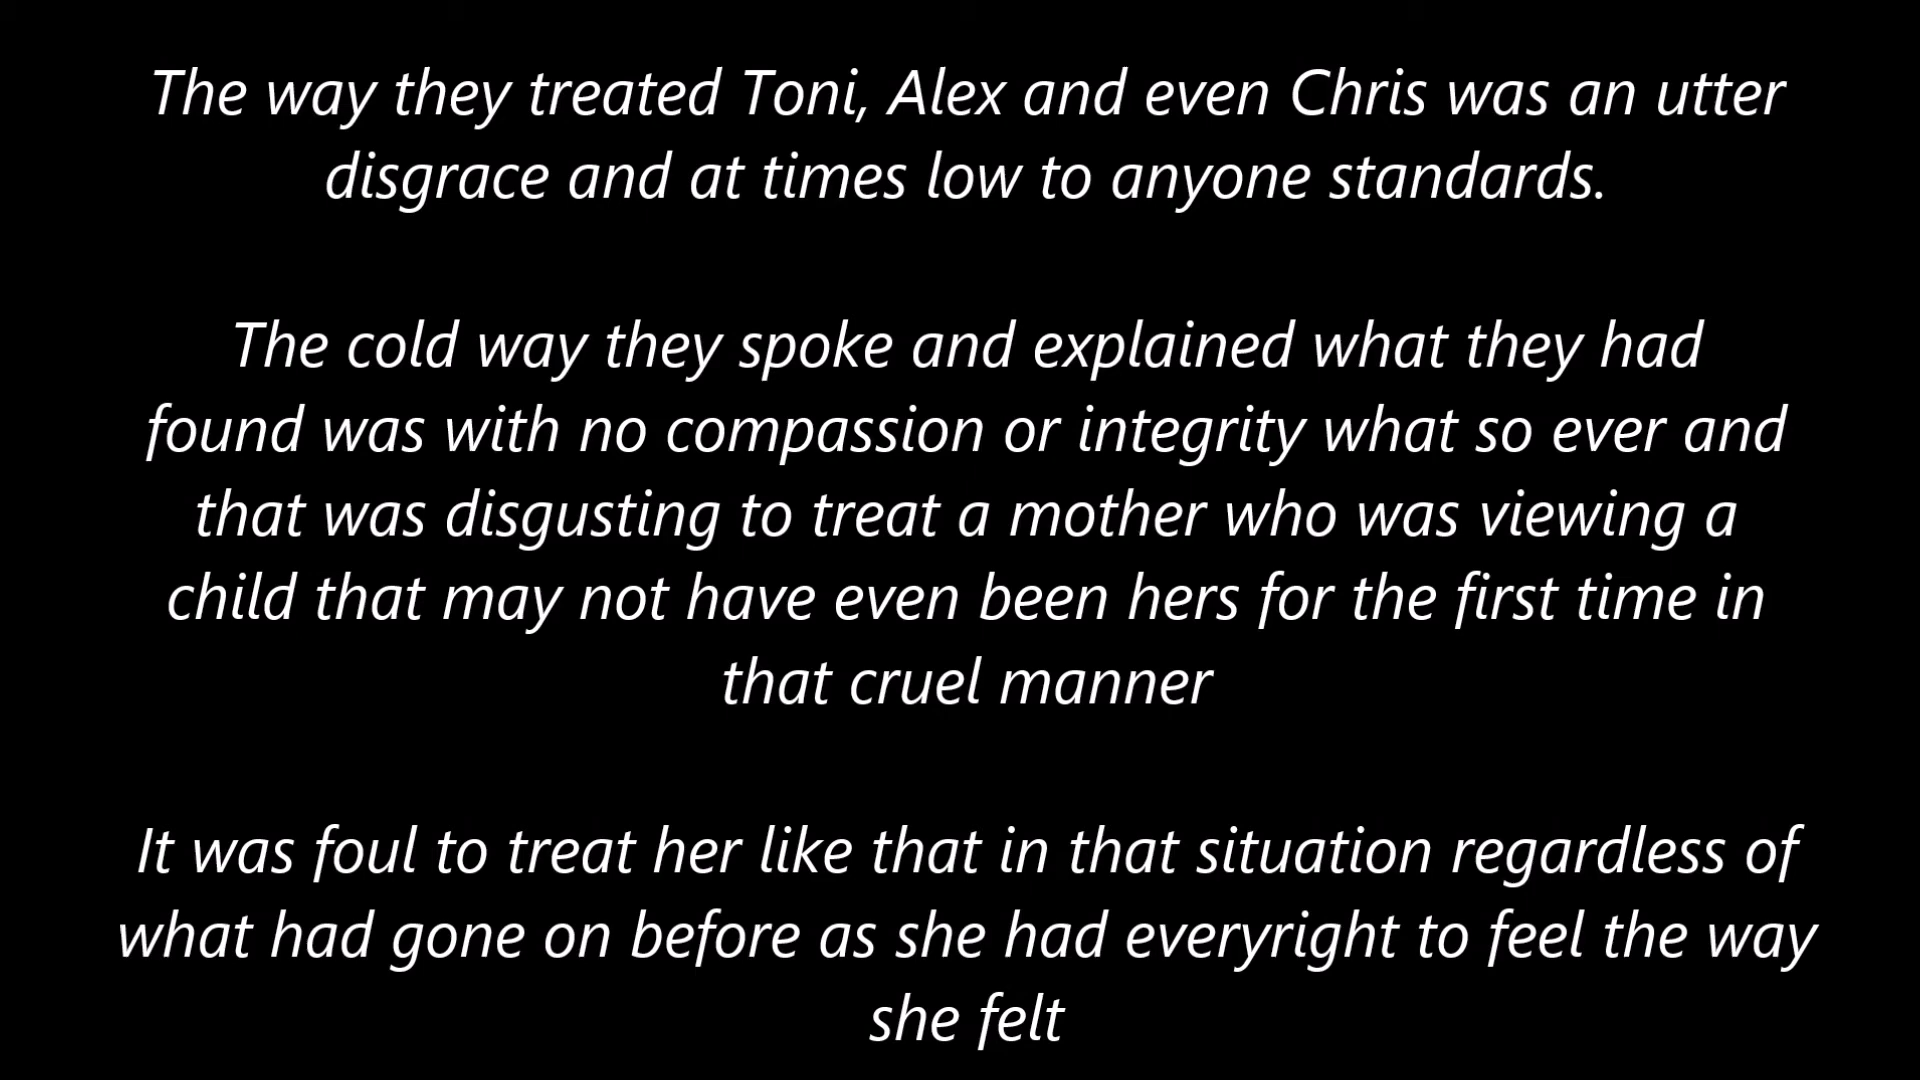 The way they treated Toni, Alex and even Chris was an utter
disgrace and at times low to anyone standards.
The cold way they spoke and explained what they had
found was with no compassion or integrity what so ever and
that was disgusting to treat a mother who was viewing a
child that may not have even been hers for the first time in
that cruel manner
It was foul to treat her like that in that situation regardless of
what had gone on before as she had everyright to feel the way
she felt